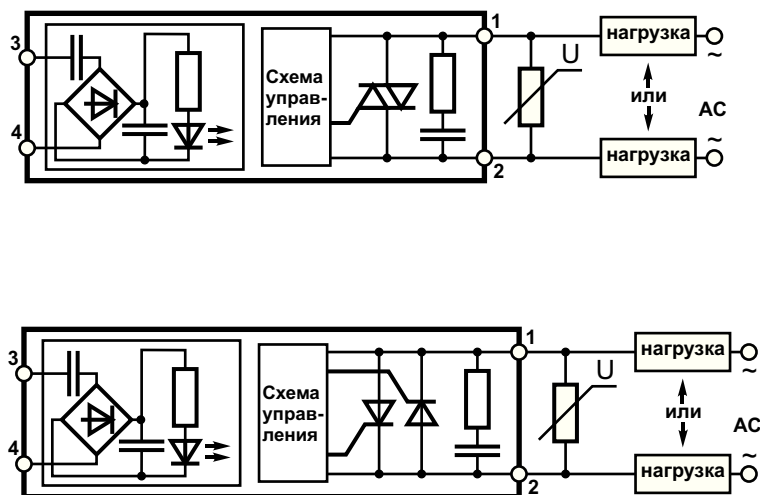 1
нагрузка
~
3
U
Схема
управ-
ления
или
AC
4
~
нагрузка
2
1
нагрузка
~
3
U
Схема
управ-
ления
или
AC
4
~
нагрузка
2